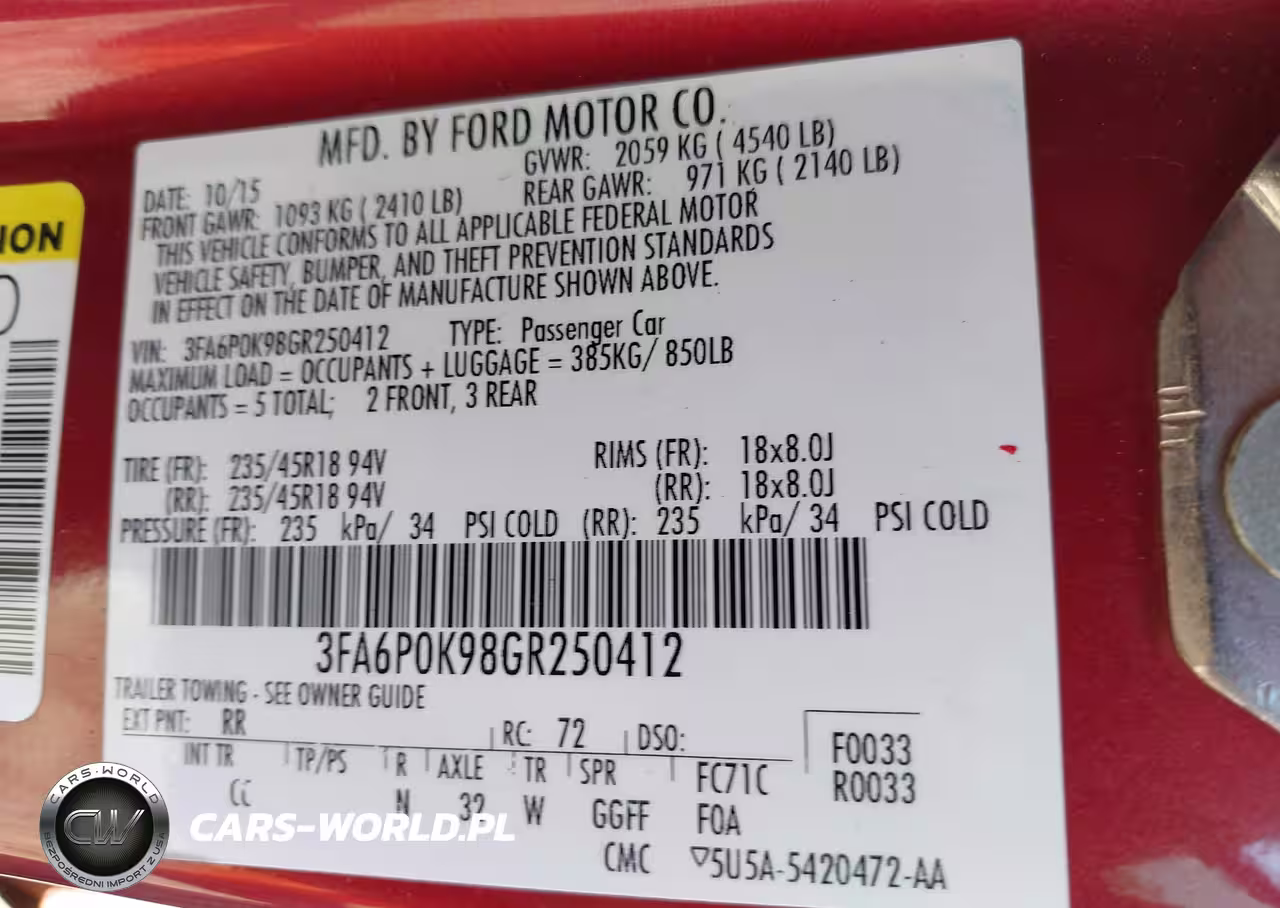 ION
MFD. BY FORD MOTOR CO.
DATE: 10/15 GVWR: 2059 KG ( 4540 LB)
FRONT GAWR: 1093 KG ( 2410 LB) REAR GAWR: 971 KG ( 2140 LB)
THIS VEHICLE CONFORMS TO ALL APPLICABLE FEDERAL MOTOR
VEHICLE SAFETY, BUMPER, AND THEFT PREVENTION STANDARDS
IN EFFECT ON THE DATE OF MANUFACTURE SHOWN ABOVE.
VIN: 3FA6P0K98GR250412 TYPE: Passenger Car
MAXIMUM LOAD = OCCUPANTS + LUGGAGE = 385KG/ 850LB
OCCUPANTS = 5 TOTAL; 2 FRONT, 3 REAR
TIRE (FR): 235/45R18 94V RIMS (FR): 18x8.0J
(RR): 235/45R18 94V (RR): 18x8.0J
PRESSURE (FR): 235 kPa/ 34 PSI COLD (RR): 235 kPa/ 34 PSI COLD
3FA6P0K98GR250412
TRAILER TOWING - SEE OWNER GUIDE
EXT PNT: RR RC: 72 DSO: F0033
INT TR TP/PS R AXLE TR SPR FC71C R0033
CC N 32 W GGFF FOA
CMC 5U5A-5420472-AA
CARS-WORLD
CW
BEZPOŚREDNI IMPORT Z USA
CARS-WORLD.PL